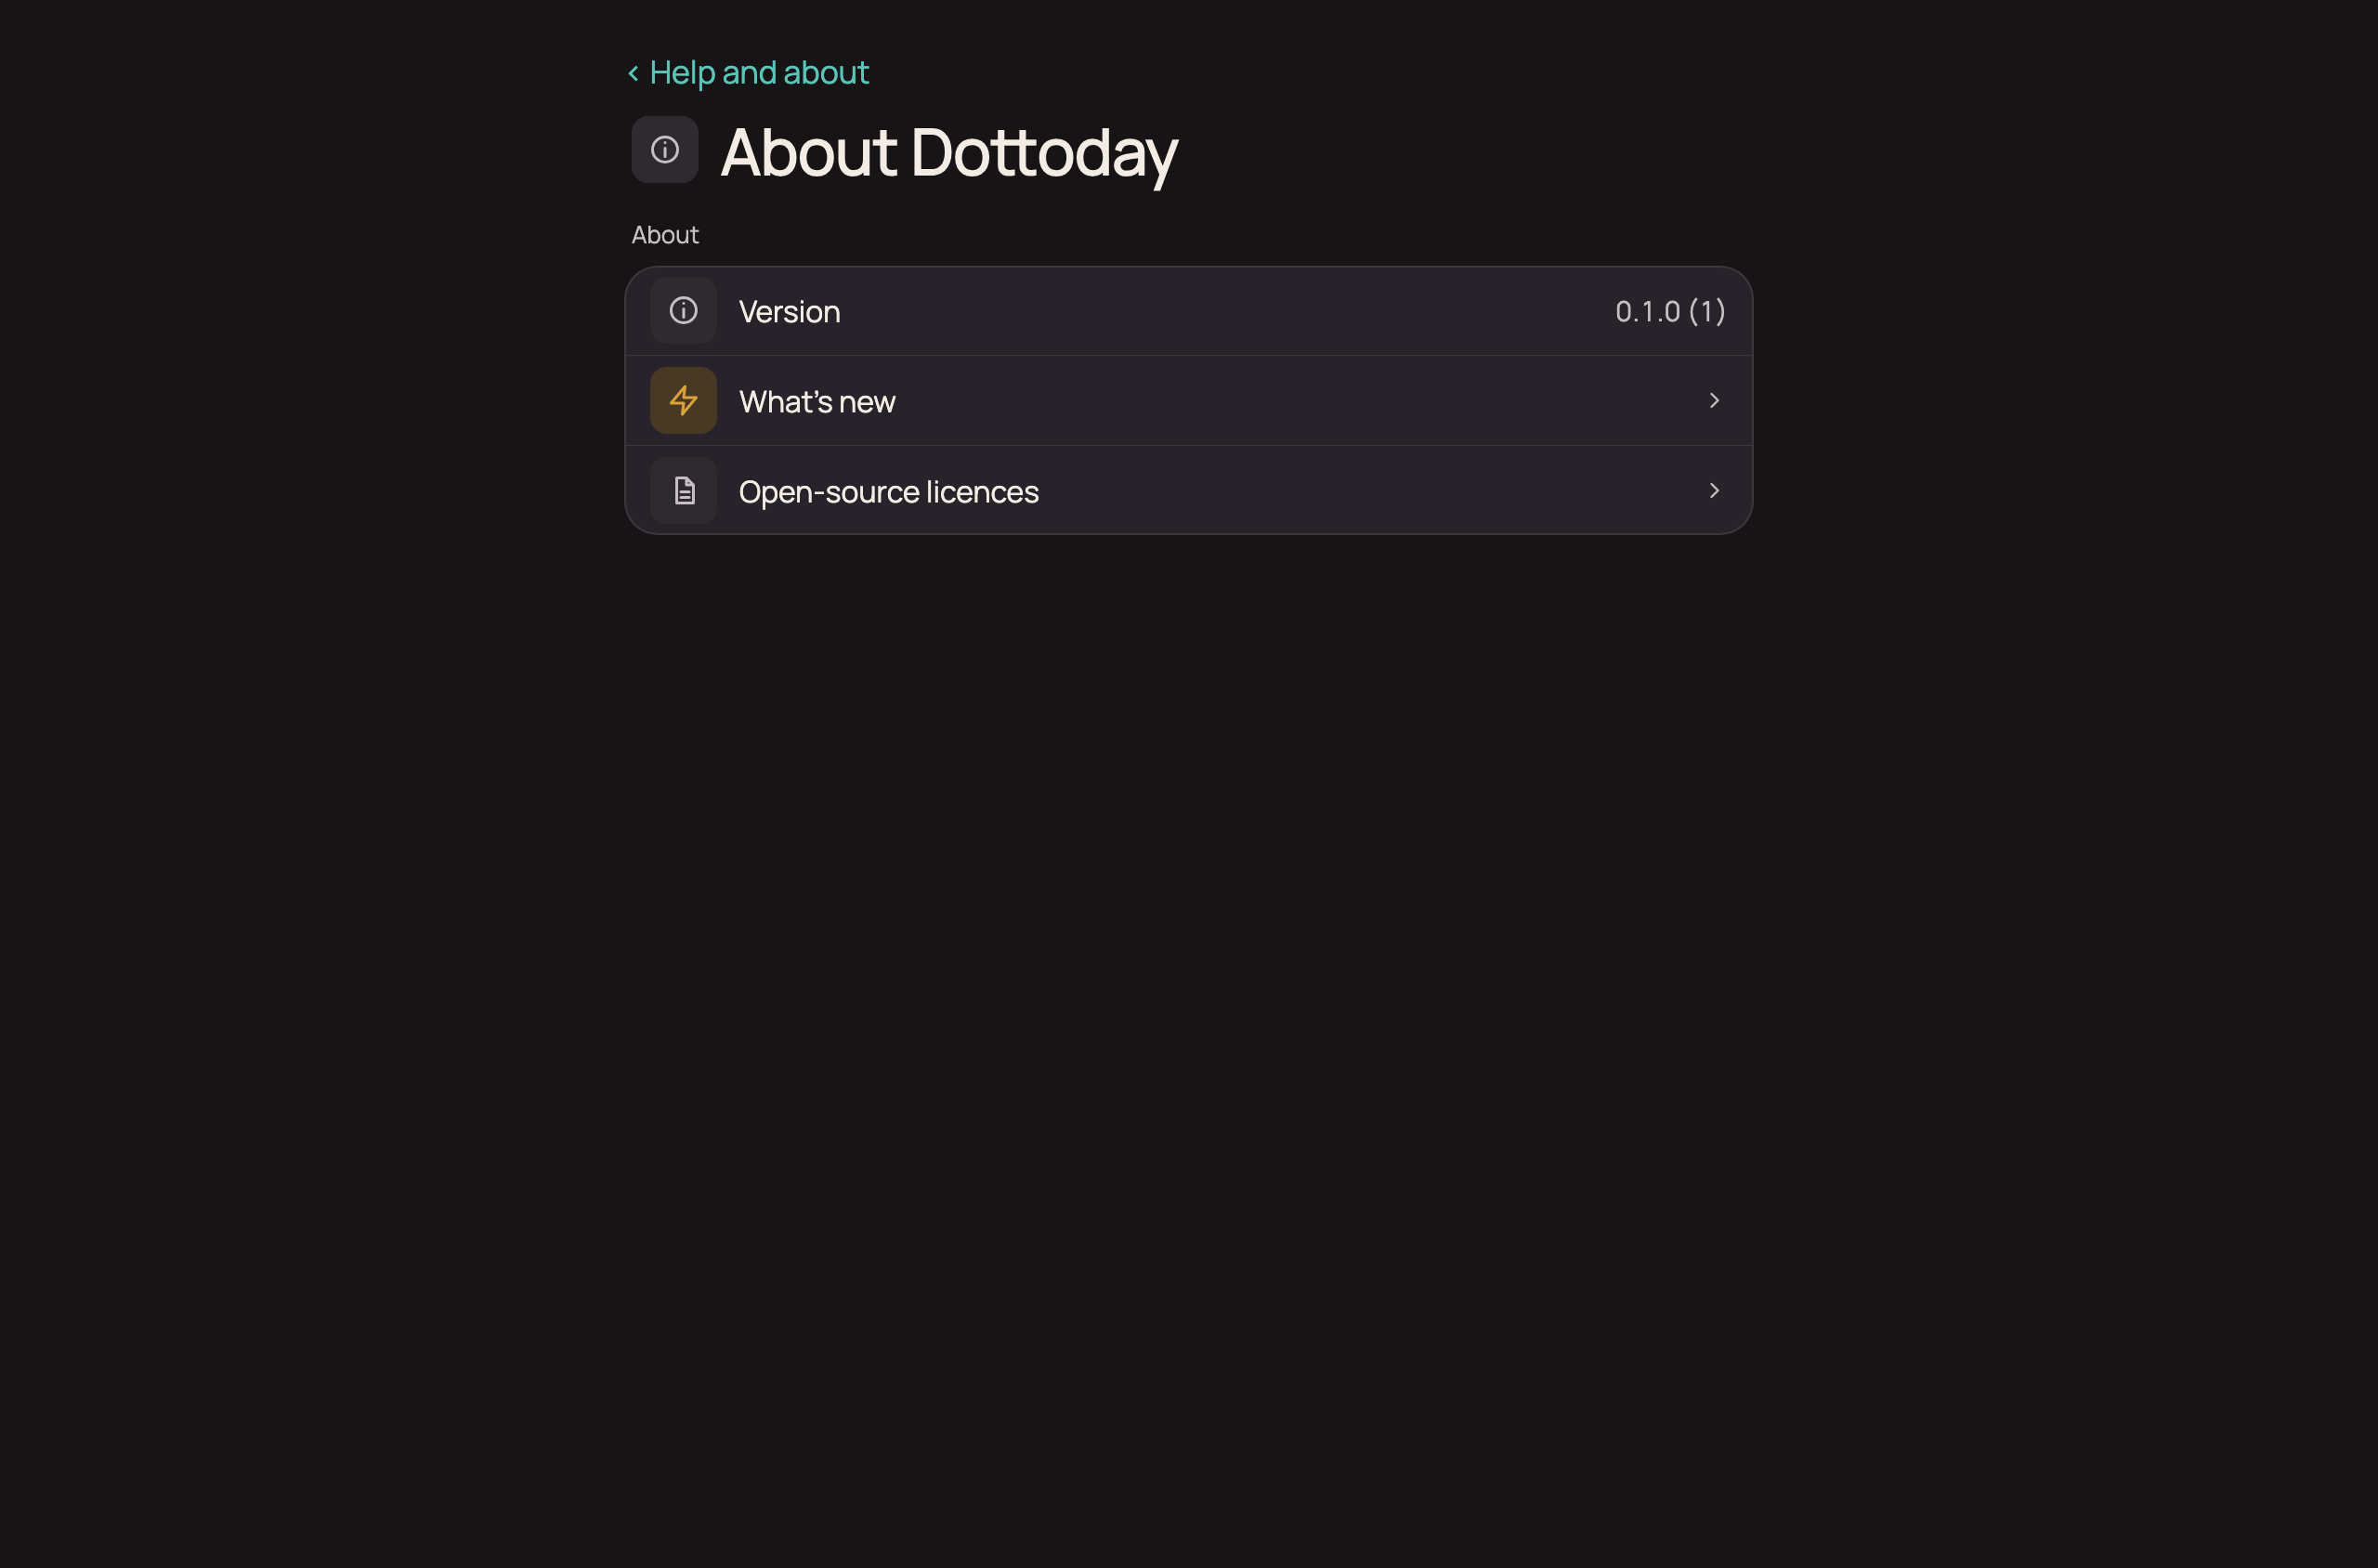 Help and about
About Dottoday
About
Version 0.1.0 (1)
What's new
Open-source licences